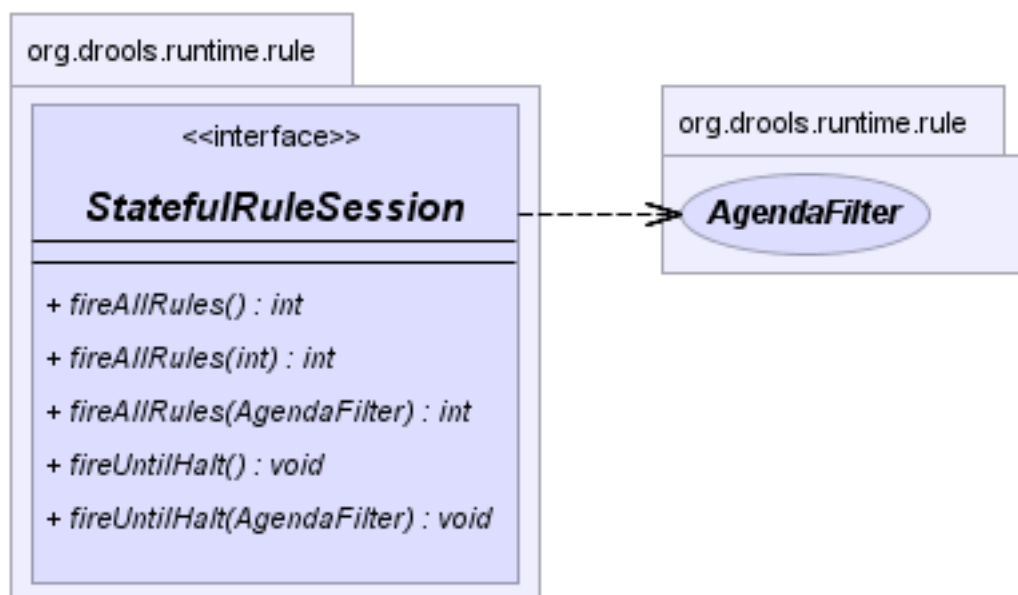 org.drools.runtime.rule
<<interface>>
StatefulRuleSession
+ fireAllRules() : int
+ fireAllRules(int) : int
+ fireAllRules(AgendaFilter) : int
+ fireUntilHalt() : void
+ fireUntilHalt(AgendaFilter) : void
org.drools.runtime.rule
AgendaFilter